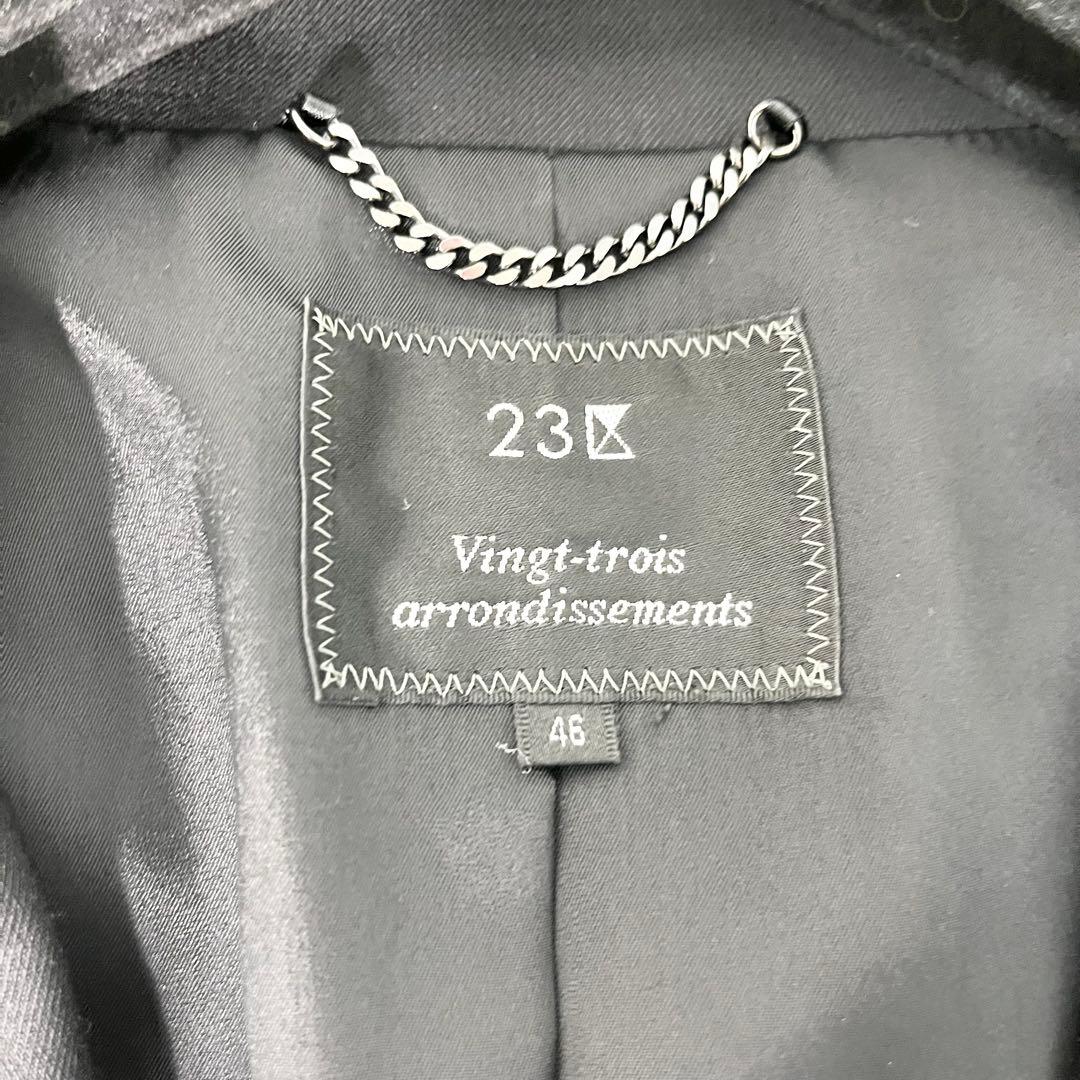 23区
Vingt-trois
arrondissements
46